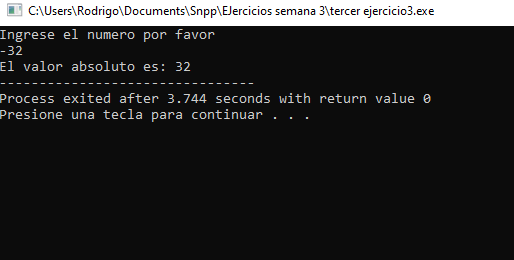 C:\Users\Rodrigo\Documents\Snpp\EJercicios semana 3\tercer ejercicio3.exe
Ingrese el numero por favor
-32
El valor absoluto es: 32
--------------------------------
Process exited after 3.744 seconds with return value 0
Presione una tecla para continuar . . .